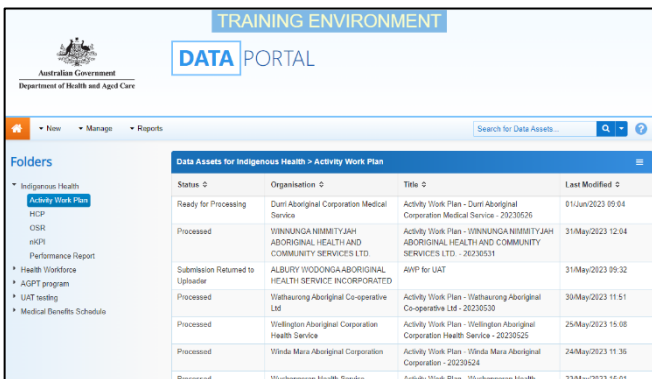 TRAINING ENVIRONMENT
Australian Government
Department of Health and Aged Care
DATA PORTAL
New Manage Reports Search for Data Assets...
Folders
Indigenous Health
Activity Work Plan
HCP
OSR
nKPI
Performance Report
Health Workforce
AGPT program
UAT testing
Medical Benefits Schedule
Data Assets for Indigenous Health > Activity Work Plan
Status Organisation Title Last Modified
Ready for Processing Durri Aboriginal Corporation Medical Activity Work Plan - Durri Aboriginal 01/Jun/2023 09:04
Service Corporation Medical Service - 20230526
Processed WINNUNGA NIMMITYJAH Activity Work Plan - WINNUNGA NIMMITYJAH 31/May/2023 12:04
ABORIGINAL HEALTH AND ABORIGINAL HEALTH AND COMMUNITY
COMMUNITY SERVICES LTD. SERVICES LTD. - 20230531
Submission Returned to ALBURY WODONGA ABORIGINAL AWP for UAT 31/May/2023 09:32
Uploader HEALTH SERVICE INCORPORATED
Processed Wathaurong Aboriginal Co-operative Activity Work Plan - Wathaurong Aboriginal 30/May/2023 11:51
Ltd Co-operative Ltd - 20230530
Processed Wellington Aboriginal Corporation Activity Work Plan - Wellington Aboriginal 25/May/2023 15:08
Health Service Corporation Health Service - 20230525
Processed Winda Mara Aboriginal Corporation Activity Work Plan - Winda Mara Aboriginal 24/May/2023 11:36
Corporation - 20230524